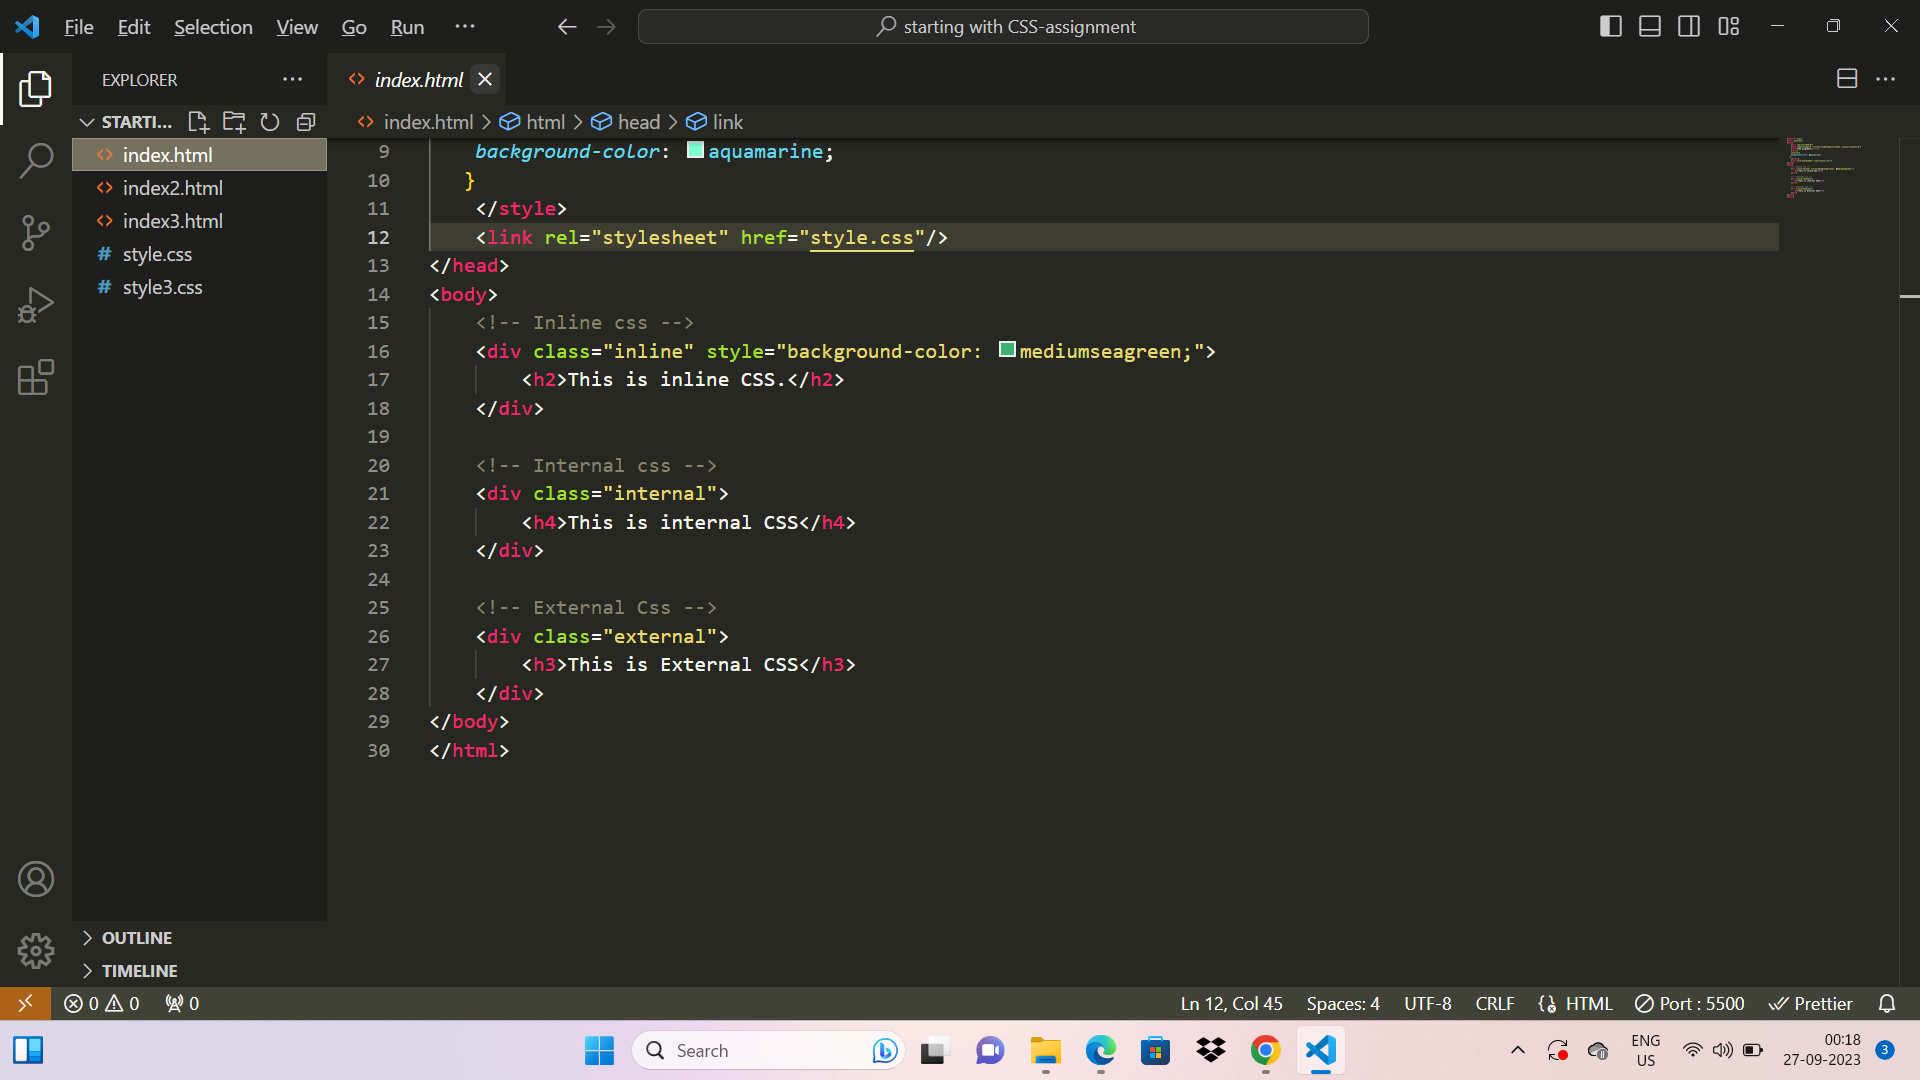 File Edit Selection View Go Run ···
starting with CSS-assignment
EXPLORER ···
index.html
STARTI...
index.html
index2.html
index3.html
style.css
style3.css
index.html > html > head > link
9 background-color: aquamarine;
10 }
11 </style>
12 <link rel="stylesheet" href="style.css"/>
13 </head>
14 <body>
15 <!-- Inline css -->
16 <div class="inline" style="background-color: mediumseagreen;">
17 <h2>This is inline CSS.</h2>
18 </div>
19
20 <!-- Internal css -->
21 <div class="internal">
22 <h4>This is internal CSS</h4>
23 </div>
24
25 <!-- External Css -->
26 <div class="external">
27 <h3>This is External CSS</h3>
28 </div>
29 </body>
30 </html>
OUTLINE
TIMELINE
0 0 0
Ln 12, Col 45 Spaces: 4 UTF-8 CRLF HTML Port : 5500 Prettier
Search
ENG
US
00:18
27-09-2023
3